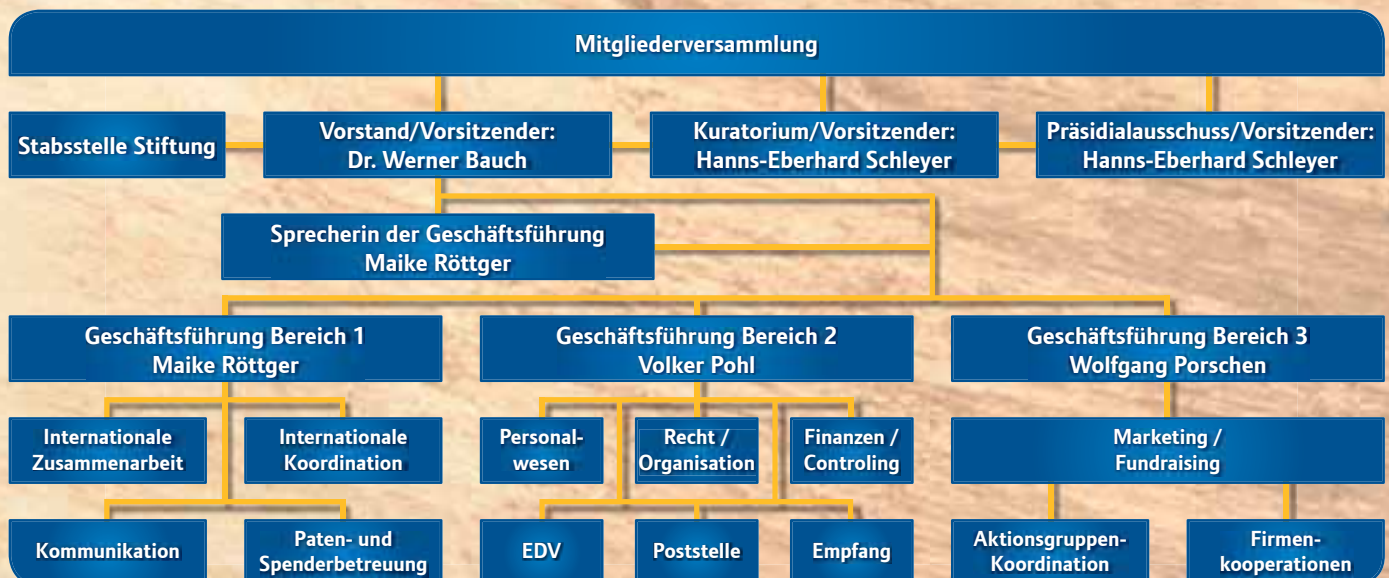 Mitgliederversammlung
Stabsstelle Stiftung
Vorstand/Vorsitzender:
Dr. Werner Bauch
Kuratorium/Vorsitzender:
Hanns-Eberhard Schleyer
Präsidialausschuss/Vorsitzender:
Hanns-Eberhard Schleyer
Sprecherin der Geschäftsführung
Maike Röttger
Geschäftsführung Bereich 1
Maike Röttger
Geschäftsführung Bereich 2
Volker Pohl
Geschäftsführung Bereich 3
Wolfgang Porschen
Internationale
Zusammenarbeit
Internationale
Koordination
Personal-
wesen
Recht /
Organisation
Finanzen /
Controling
Marketing /
Fundraising
Kommunikation
Paten- und
Spenderbetreuung
EDV
Poststelle
Empfang
Aktionsgruppen-
Koordination
Firmen-
kooperationen